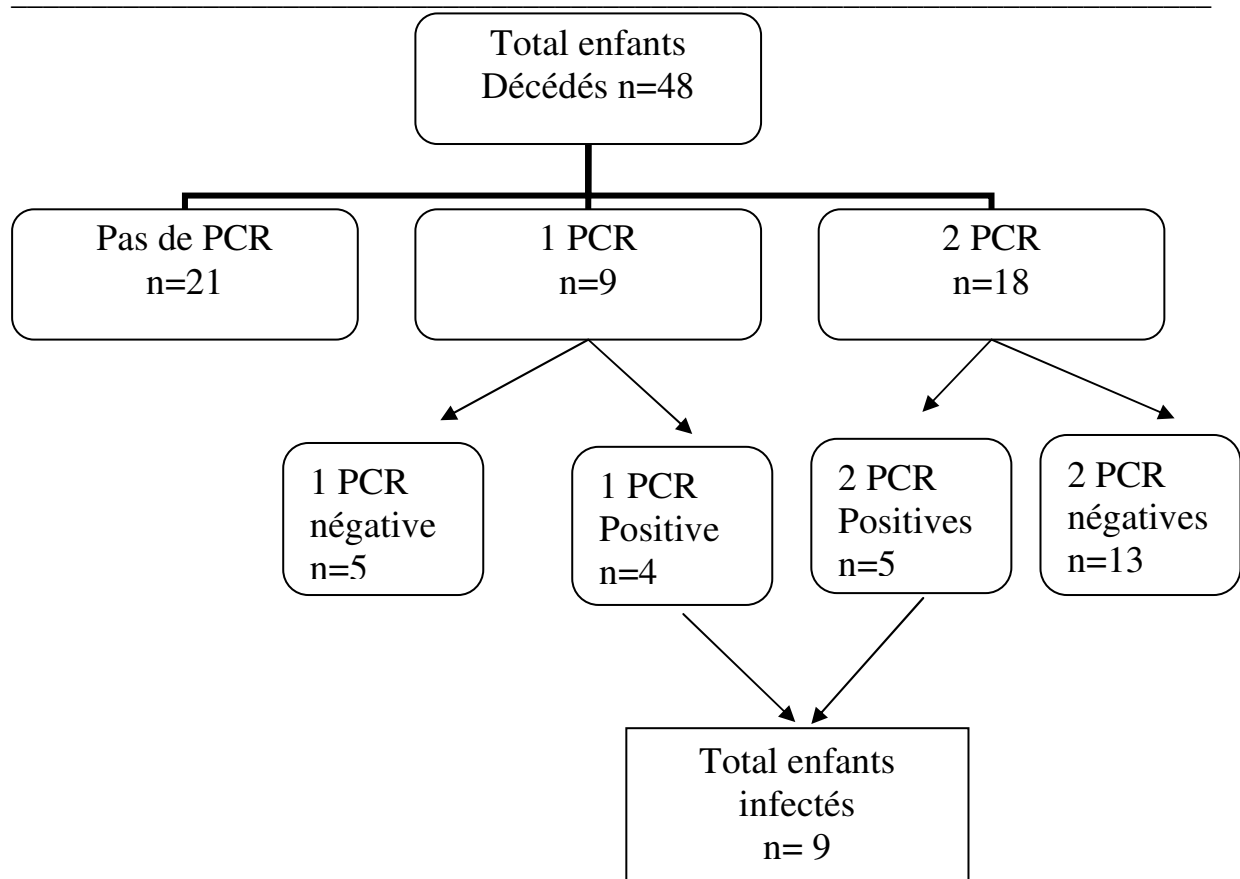 Total enfants
Décédés n=48
Pas de PCR
n=21
1 PCR
n=9
2 PCR
n=18
1 PCR
négative
n=5
1 PCR
Positive
n=4
2 PCR
Positives
n=5
2 PCR
négatives
n=13
Total enfants
infectés
n= 9